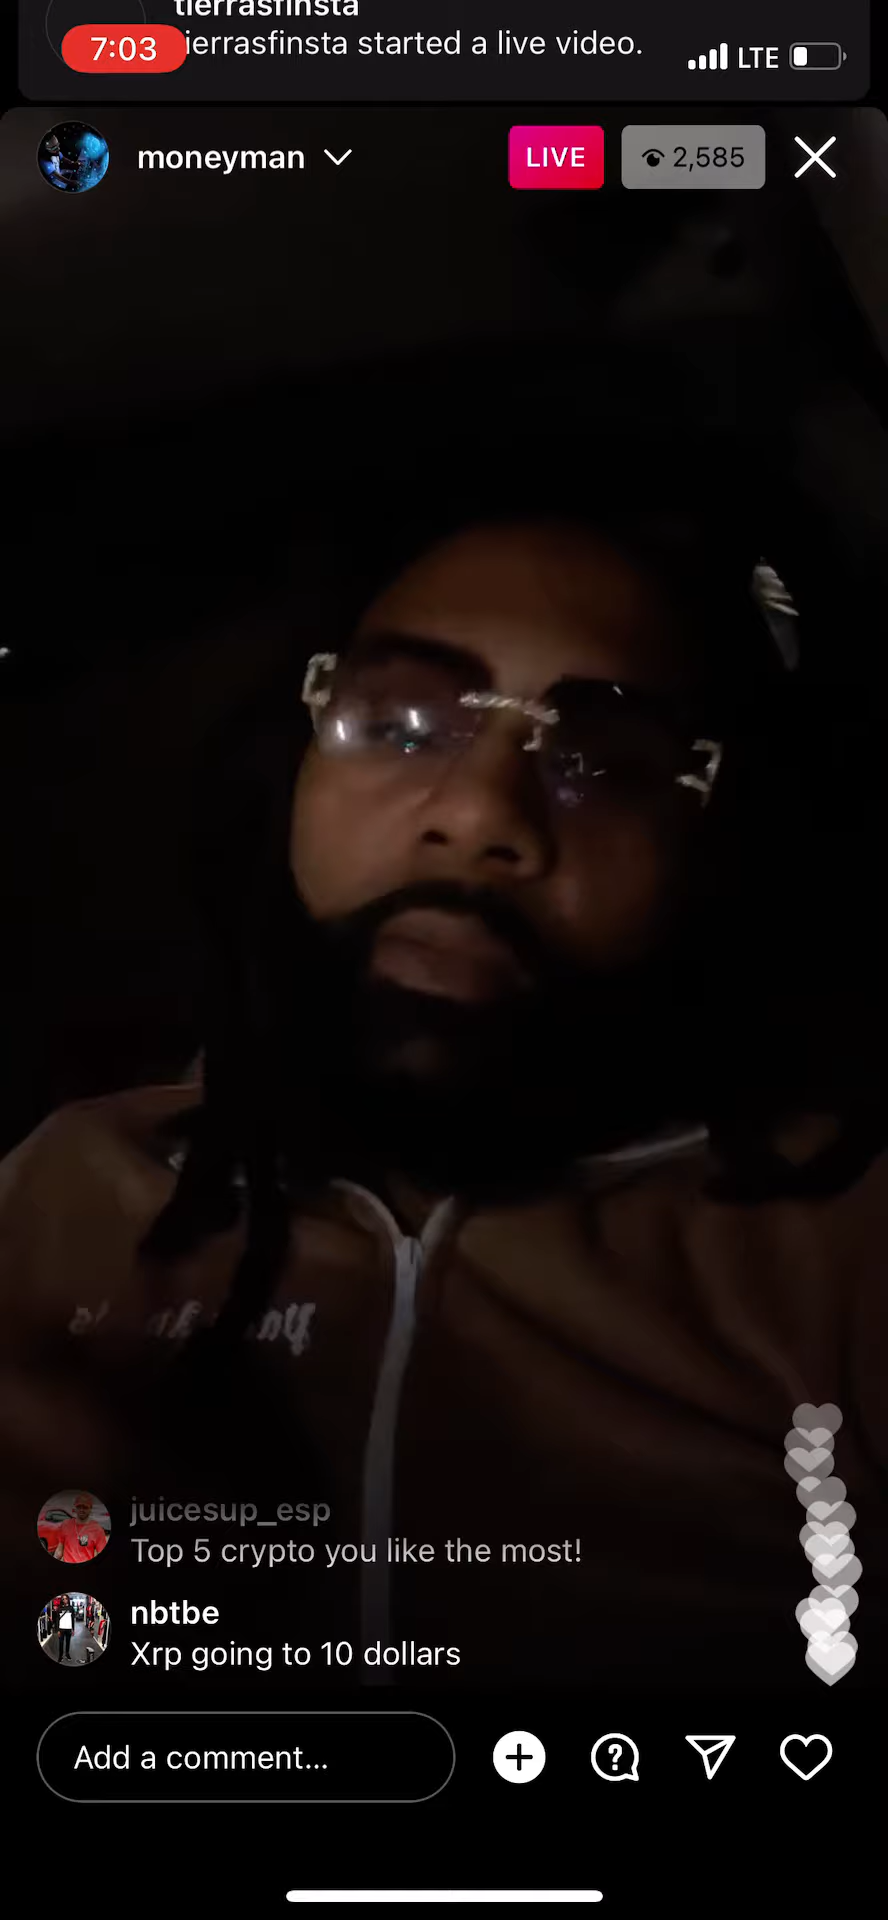 tierrasfinsta
7:03
ierrasfinsta started a live video.
LTE
moneyman
LIVE
2,585
juicesup_esp
Top 5 crypto you like the most!
nbtbe
Xrp going to 10 dollars
Add a comment...